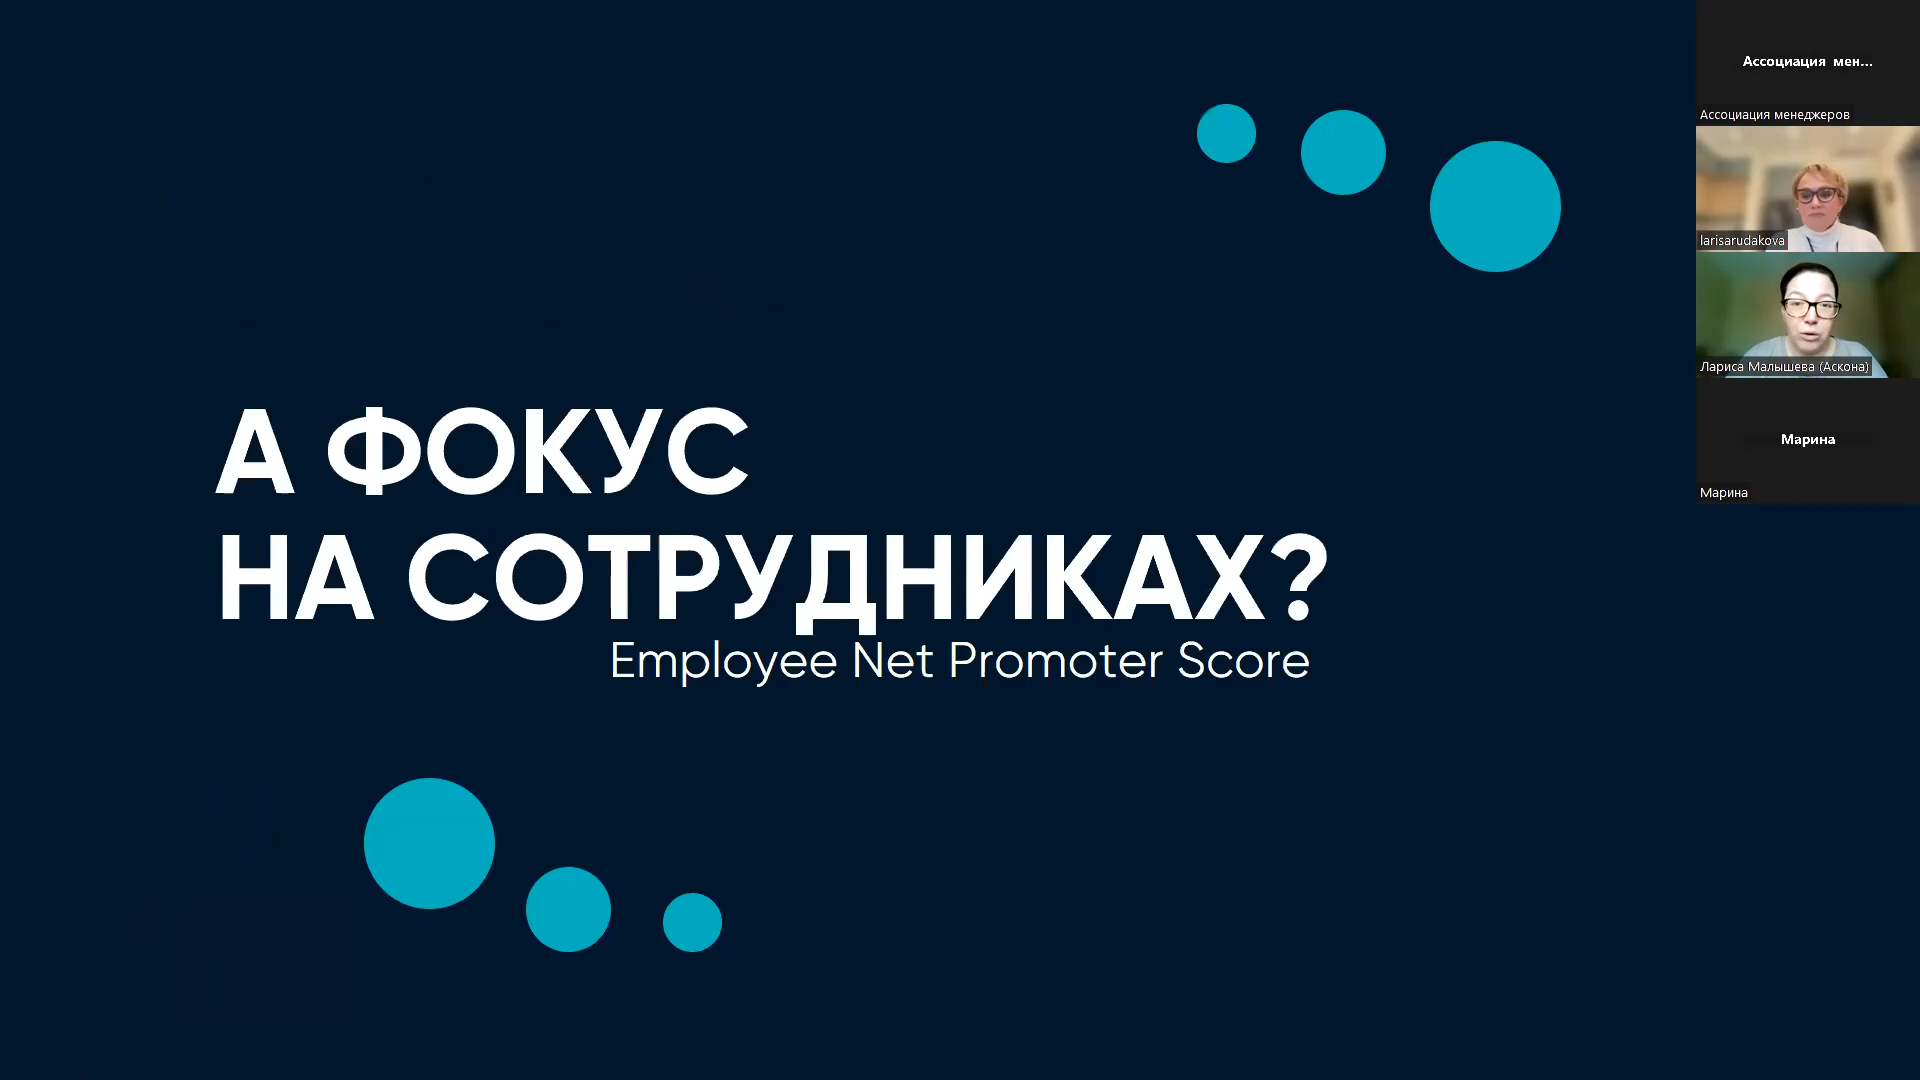 А ФОКУС
НА СОТРУДНИКАХ?
Employee Net Promoter Score
Ассоциация мен...
Ассоциация менеджеров
larisarudakova
Лариса Малышева (Аскона)
Марина
Марина